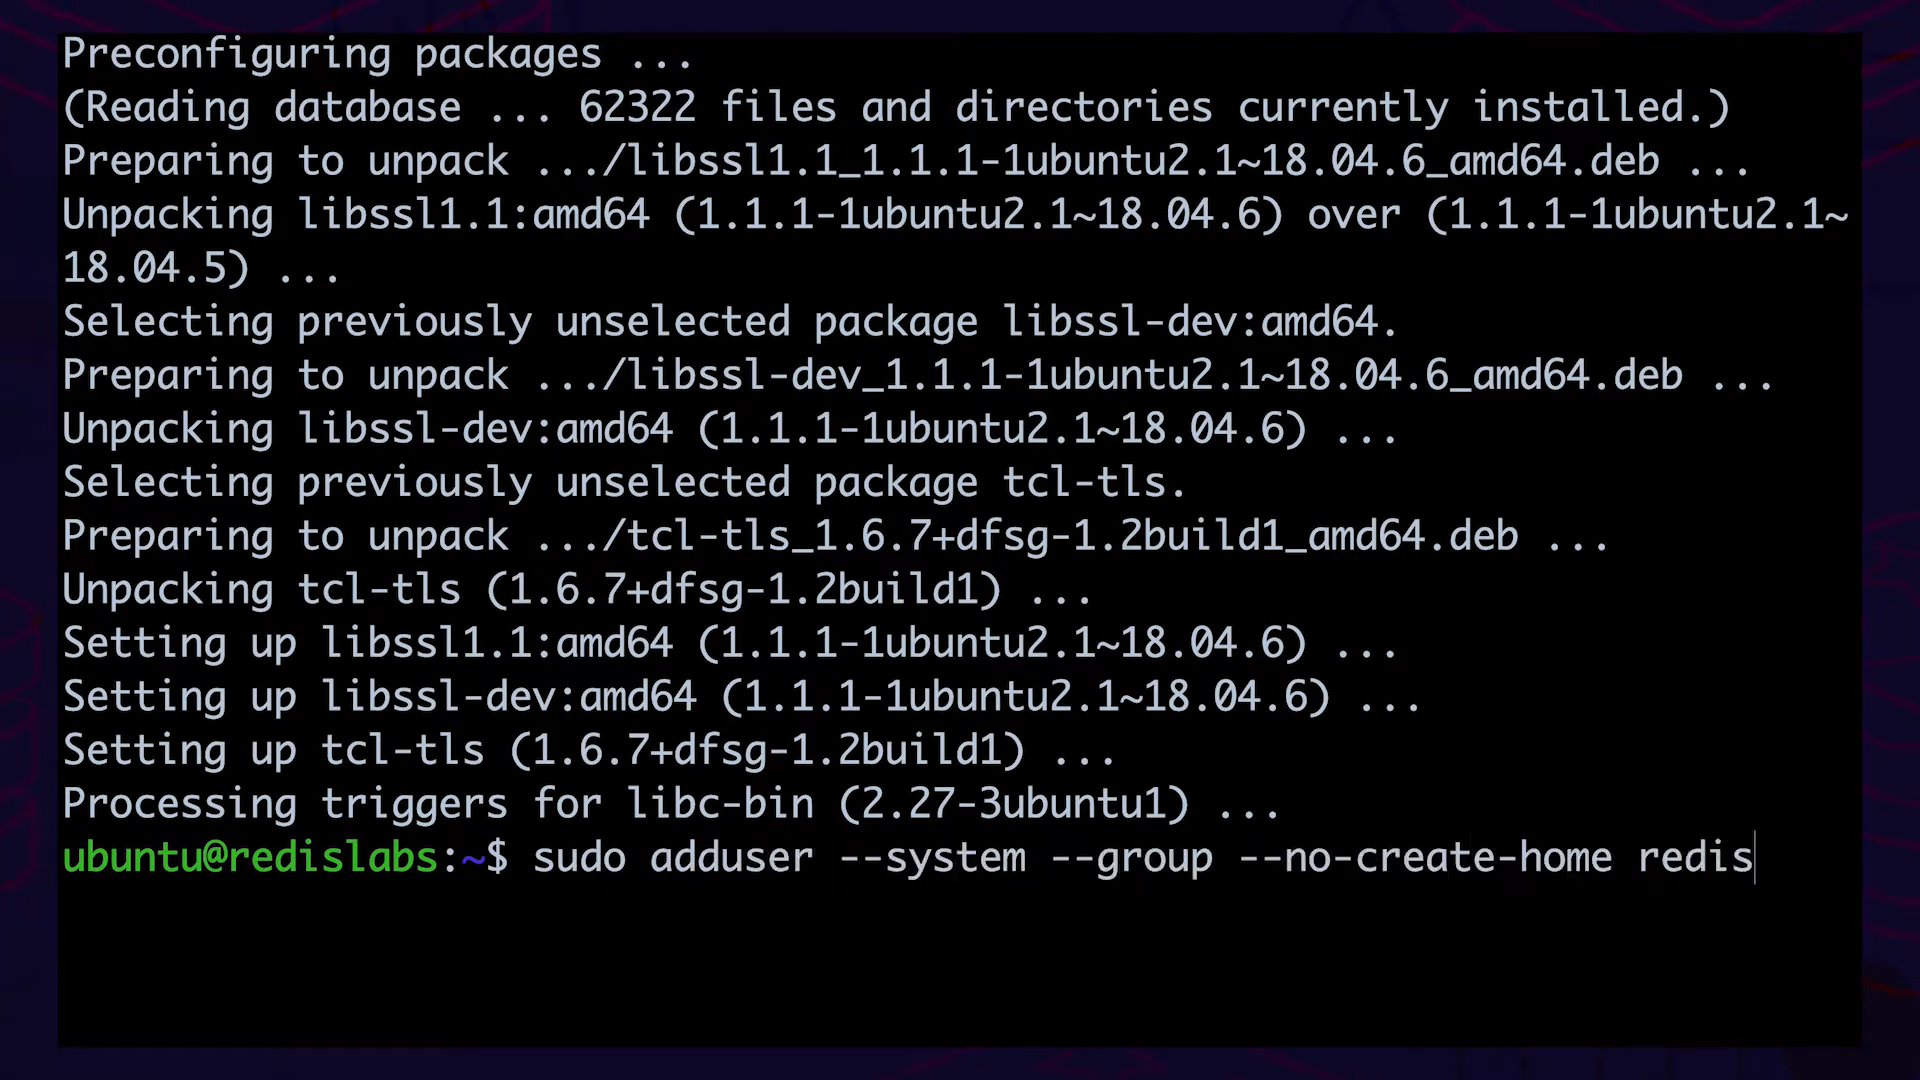 Preconfiguring packages ...
(Reading database ... 62322 files and directories currently installed.)
Preparing to unpack .../libssl1.1_1.1.1-1ubuntu2.1~18.04.6_amd64.deb ...
Unpacking libssl1.1:amd64 (1.1.1-1ubuntu2.1~18.04.6) over (1.1.1-1ubuntu2.1~
18.04.5) ...
Selecting previously unselected package libssl-dev:amd64.
Preparing to unpack .../libssl-dev_1.1.1-1ubuntu2.1~18.04.6_amd64.deb ...
Unpacking libssl-dev:amd64 (1.1.1-1ubuntu2.1~18.04.6) ...
Selecting previously unselected package tcl-tls.
Preparing to unpack .../tcl-tls_1.6.7+dfsg-1.2build1_amd64.deb ...
Unpacking tcl-tls (1.6.7+dfsg-1.2build1) ...
Setting up libssl1.1:amd64 (1.1.1-1ubuntu2.1~18.04.6) ...
Setting up libssl-dev:amd64 (1.1.1-1ubuntu2.1~18.04.6) ...
Setting up tcl-tls (1.6.7+dfsg-1.2build1) ...
Processing triggers for libc-bin (2.27-3ubuntu1) ...
ubuntu@redislabs:~$ sudo adduser --system --group --no-create-home redis